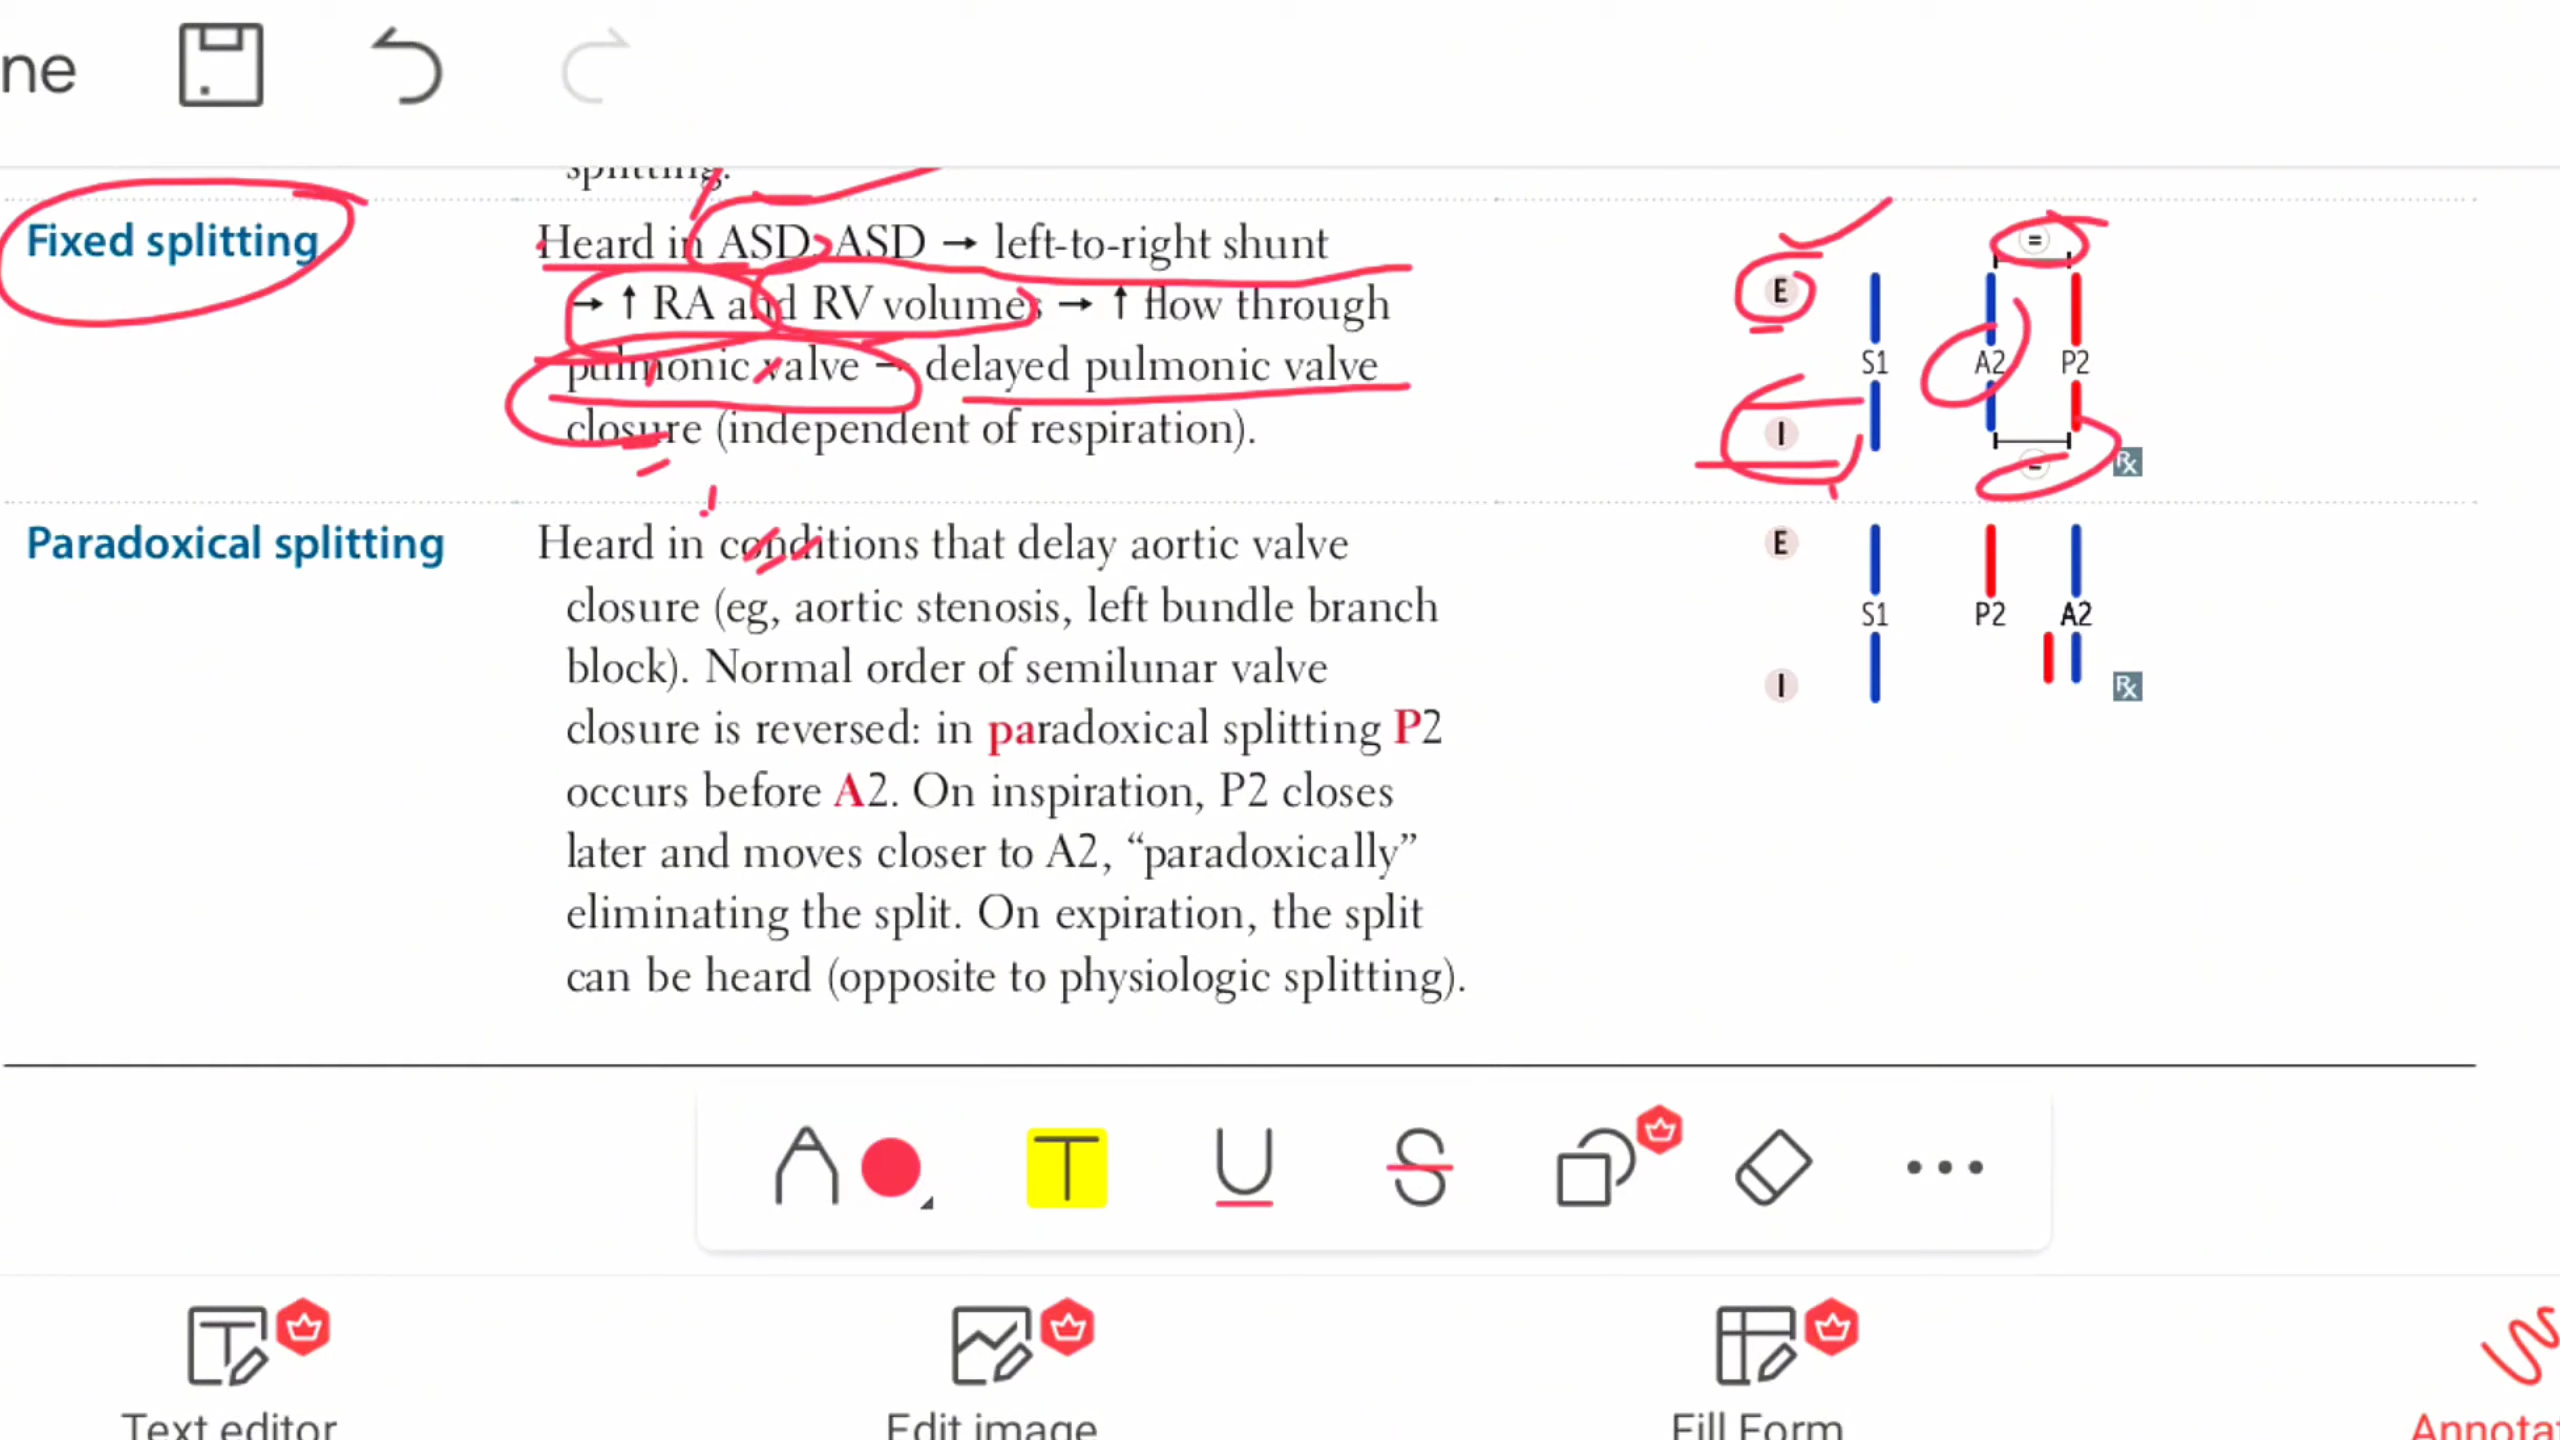 ne
splitting.
Fixed splitting
Heard in ASD. ASD → left-to-right shunt
→ ↑ RA and RV volumes → ↑ flow through
pulmonic valve → delayed pulmonic valve
closure (independent of respiration).
E
=
S1 A2 P2
I
=
Rx
Paradoxical splitting
Heard in conditions that delay aortic valve
closure (eg, aortic stenosis, left bundle branch
block). Normal order of semilunar valve
closure is reversed: in paradoxical splitting P2
occurs before A2. On inspiration, P2 closes
later and moves closer to A2, “paradoxically”
eliminating the split. On expiration, the split
can be heard (opposite to physiologic splitting).
E
S1 P2 A2
I
Rx
T U S
Text editor
Edit image
Fill Form
Annotat